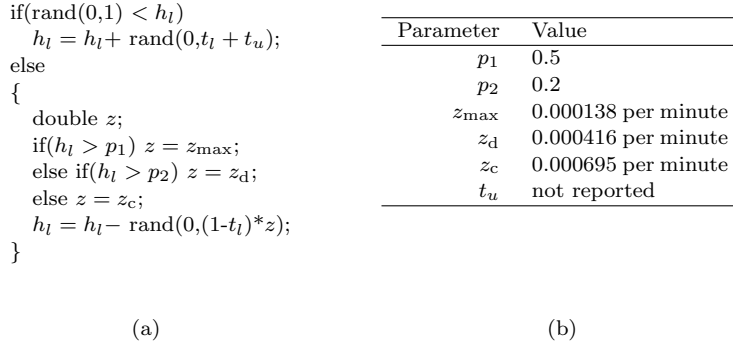 if(rand(0,1) < h_l)
h_l = h_l+ rand(0,t_l + t_u);
else
{
double z;
if(h_l > p_1) z = z_max;
else if(h_l > p_2) z = z_d;
else z = z_c;
h_l = h_l− rand(0,(1-t_l)*z);
}
(a)
Parameter Value
p_1 0.5
p_2 0.2
z_max 0.000138 per minute
z_d 0.000416 per minute
z_c 0.000695 per minute
t_u not reported
(b)